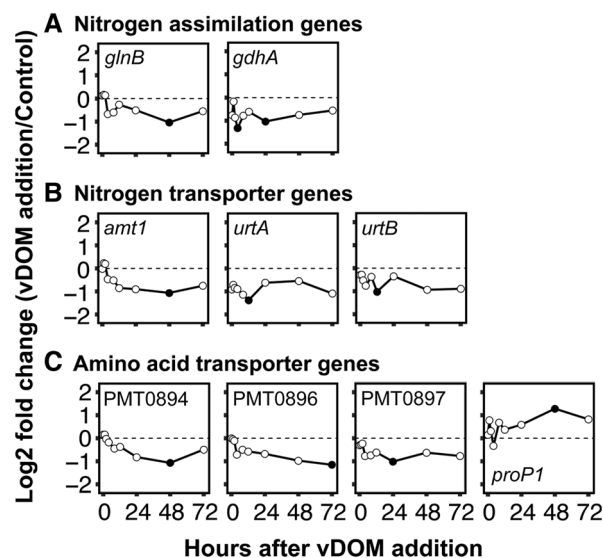 A Nitrogen assimilation genes
glnB gdhA
2
1
0
−1
−2
B Nitrogen transporter genes
amt1 urtA urtB
2
1
0
−1
−2
C Amino acid transporter genes
PMT0894 PMT0896 PMT0897 proP1
2
1
0
−1
−2
0 24 48 72 0 24 48 72 0 24 48 72 0 24 48 72
Hours after vDOM addition
Log2 fold change (vDOM addition/Control)